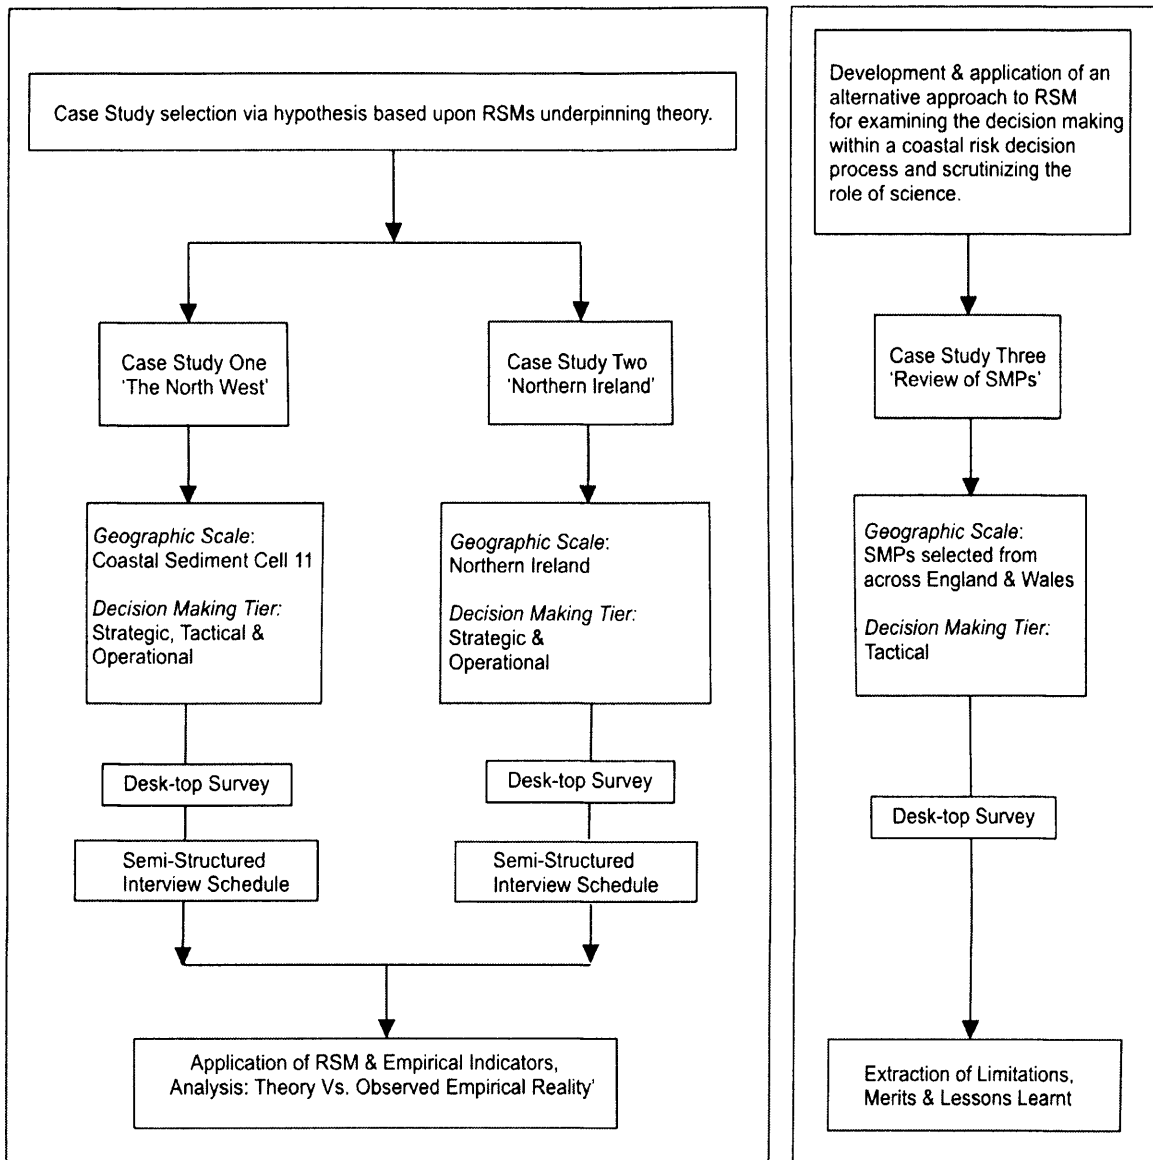 Case Study selection via hypothesis based upon RSMs underpinning theory.
Case Study One
'The North West'
Geographic Scale:
Coastal Sediment Cell 11
Decision Making Tier:
Strategic, Tactical &
Operational
Desk-top Survey
Semi-Structured
Interview Schedule
Case Study Two
'Northern Ireland'
Geographic Scale:
Northern Ireland
Decision Making Tier:
Strategic &
Operational
Desk-top Survey
Semi-Structured
Interview Schedule
Application of RSM & Empirical Indicators,
Analysis: Theory Vs. Observed Empirical Reality'
Development & application of an
alternative approach to RSM
for examining the decision making
within a coastal risk decision
process and scrutinizing the
role of science.
Case Study Three
'Review of SMPs'
Geographic Scale:
SMPs selected from
across England & Wales
Decision Making Tier:
Tactical
Desk-top Survey
Extraction of Limitations,
Merits & Lessons Learnt